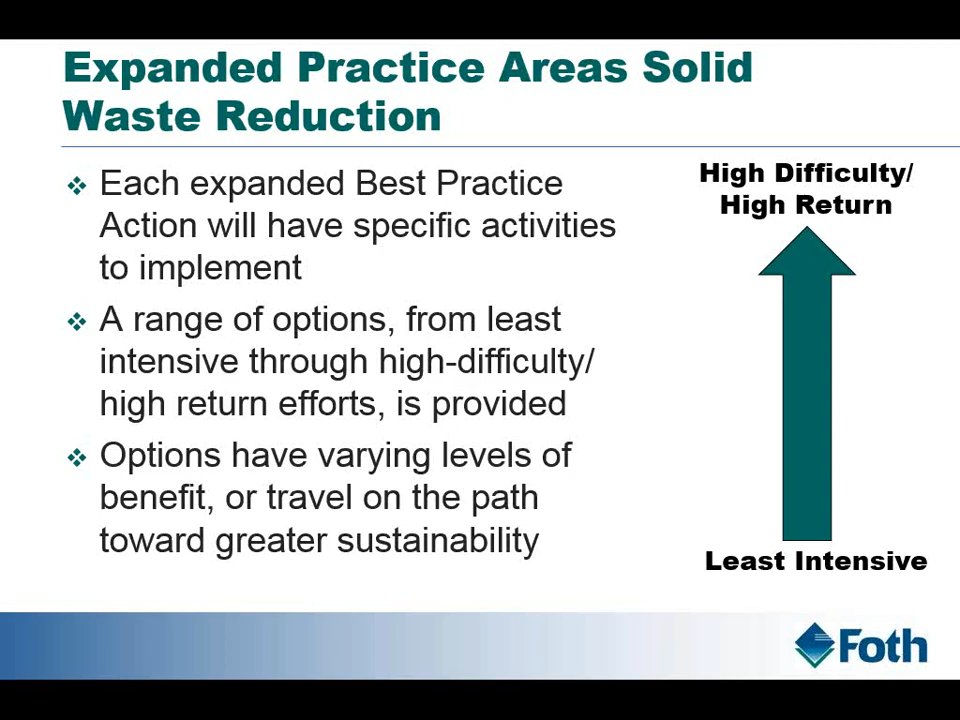 Expanded Practice Areas Solid
Waste Reduction
Each expanded Best Practice
Action will have specific activities
to implement
A range of options, from least
intensive through high-difficulty/
high return efforts, is provided
Options have varying levels of
benefit, or travel on the path
toward greater sustainability
High Difficulty/
High Return
Least Intensive
Foth